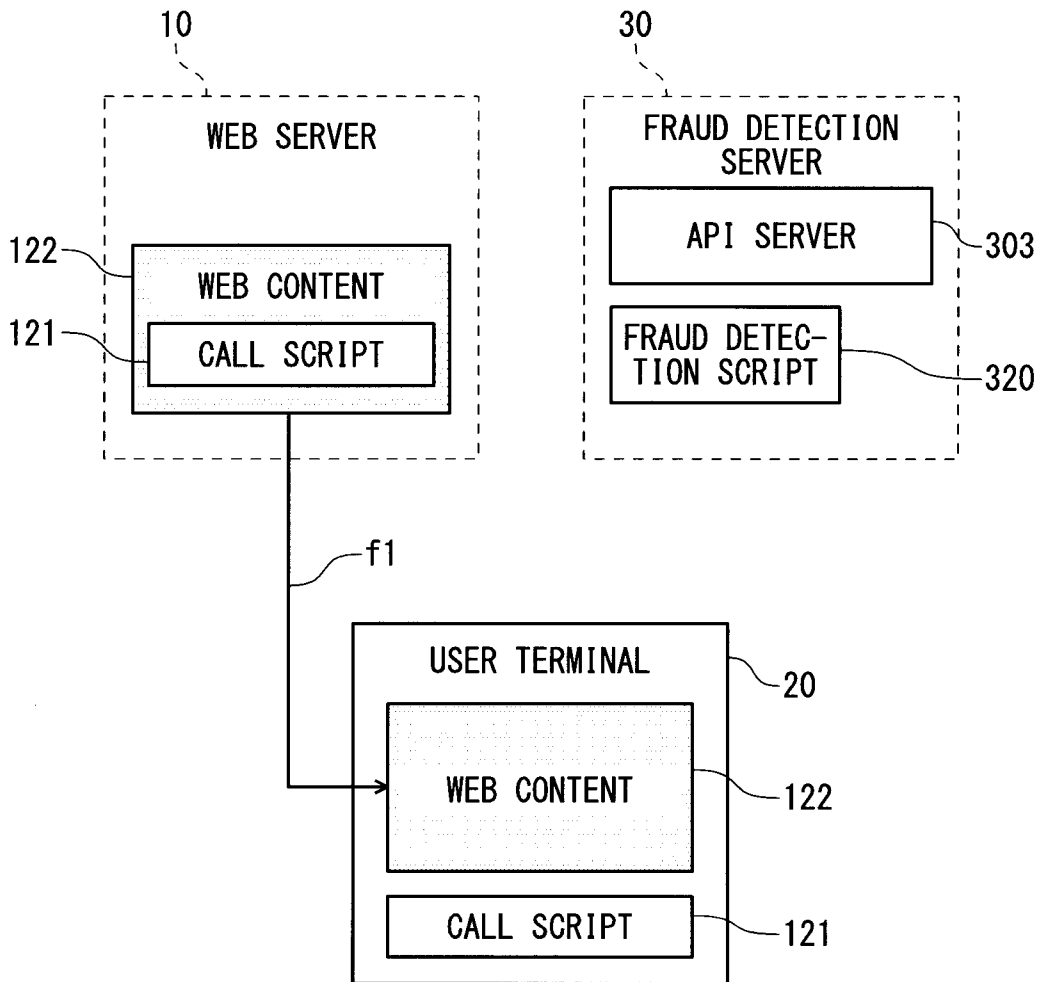 10
30
WEB SERVER
FRAUD DETECTION
SERVER
API SERVER
303
122
WEB CONTENT
121
CALL SCRIPT
FRAUD DETEC-
TION SCRIPT
320
f1
USER TERMINAL
20
WEB CONTENT
122
CALL SCRIPT
121